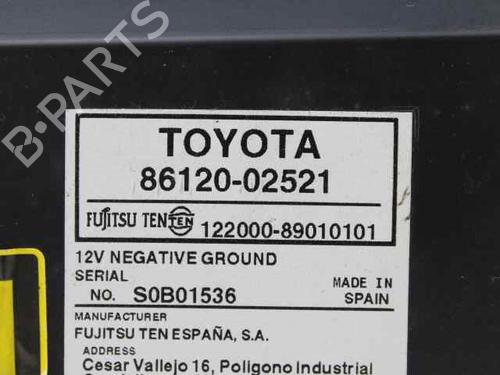 B-PARTS
TOYOTA
86120-02521
FUJITSU TEN TEN 122000-89010101
12V NEGATIVE GROUND
SERIAL
NO. S0B01536
MADE IN
SPAIN
MANUFACTURER
FUJITSU TEN ESPAÑA, S.A.
ADDRESS
Cesar Vallejo 16, Poligono Industrial